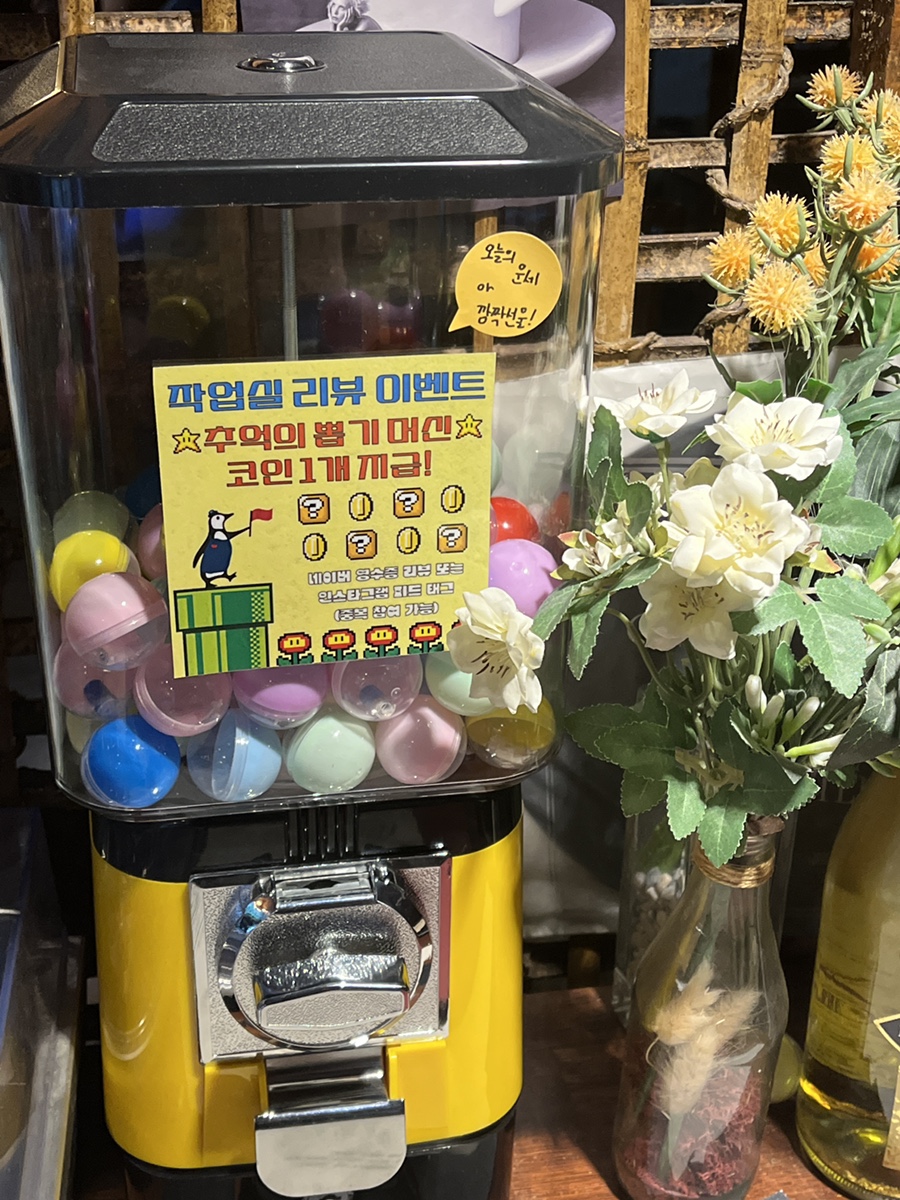 오늘의
운세
or
깜짝선물!
작업실 리뷰 이벤트
추억의 뽑기 머신
코인 1개 지급!
? ?
? ?
네이버 영수증 리뷰 또는
인스타그램 피드 태그
(중복 참여 가능)